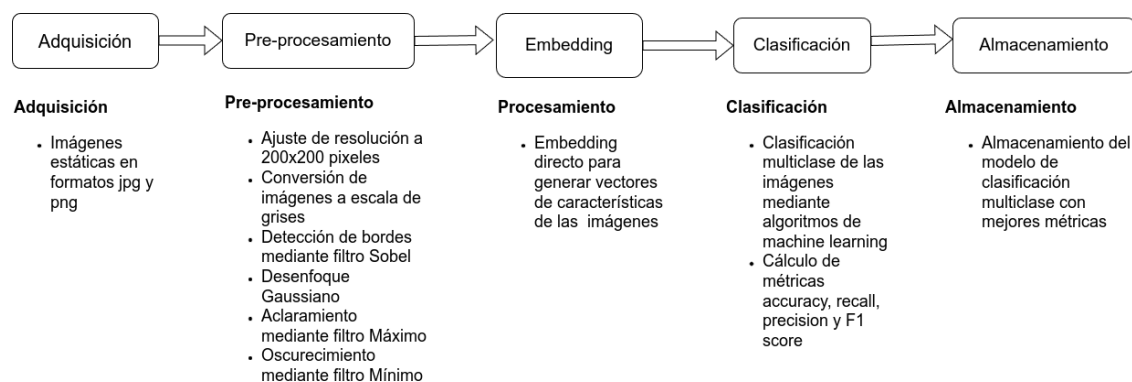 Adquisición
Pre-procesamiento
Embedding
Clasificación
Almacenamiento
Adquisición
• Imágenes
estáticas en
formatos jpg y
png
Pre-procesamiento
• Ajuste de resolución a
200x200 pixeles
• Conversión de
imágenes a escala de
grises
• Detección de bordes
mediante filtro Sobel
• Desenfoque
Gaussiano
• Aclaramiento
mediante filtro Máximo
• Oscurecimiento
mediante filtro Mínimo
Procesamiento
• Embedding
directo para
generar vectores
de características
de las imágenes
Clasificación
• Clasificación
multiclase de las
imágenes
mediante
algoritmos de
machine learning
• Cálculo de
métricas
accuracy, recall,
precision y F1
score
Almacenamiento
• Almacenamiento del
modelo de
clasificación
multiclase con
mejores métricas